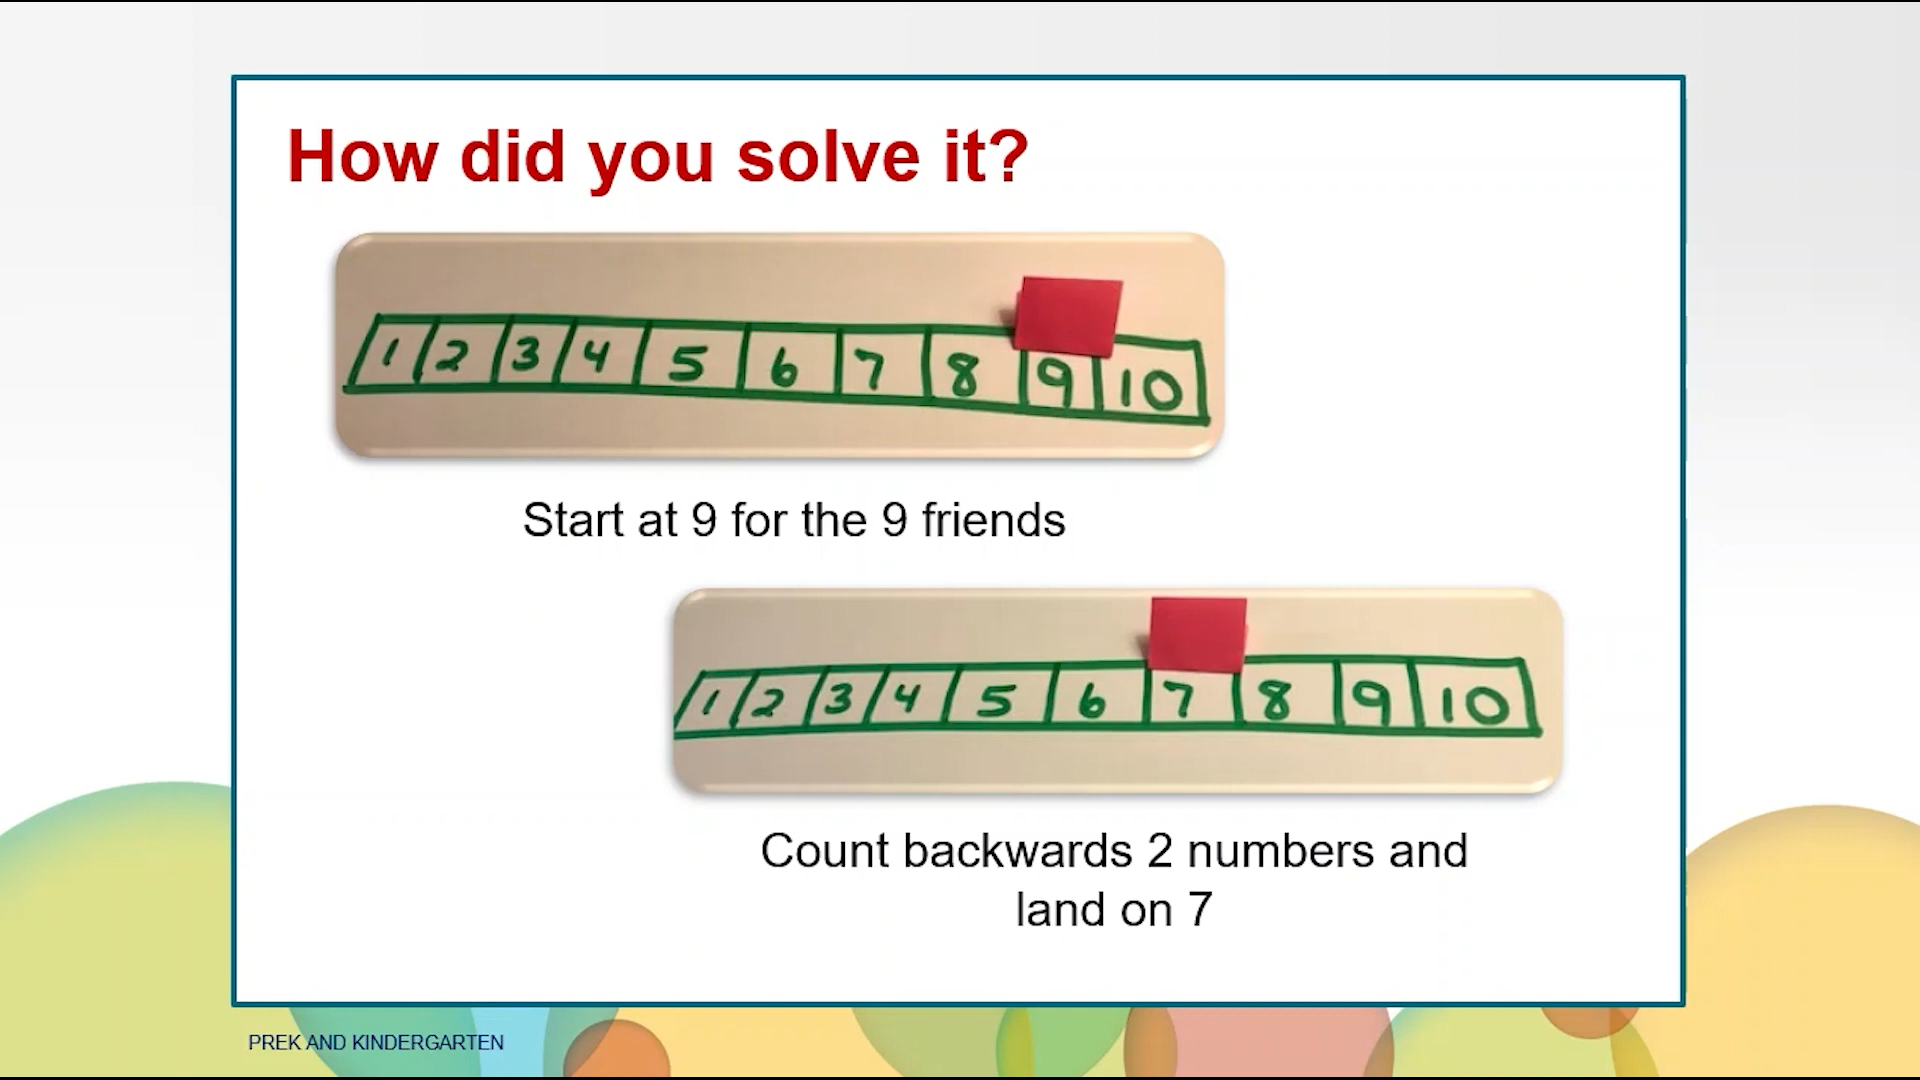 How did you solve it?
1 2 3 4 5 6 7 8 9 10
Start at 9 for the 9 friends
1 2 3 4 5 6 7 8 9 10
Count backwards 2 numbers and
land on 7
PREK AND KINDERGARTEN